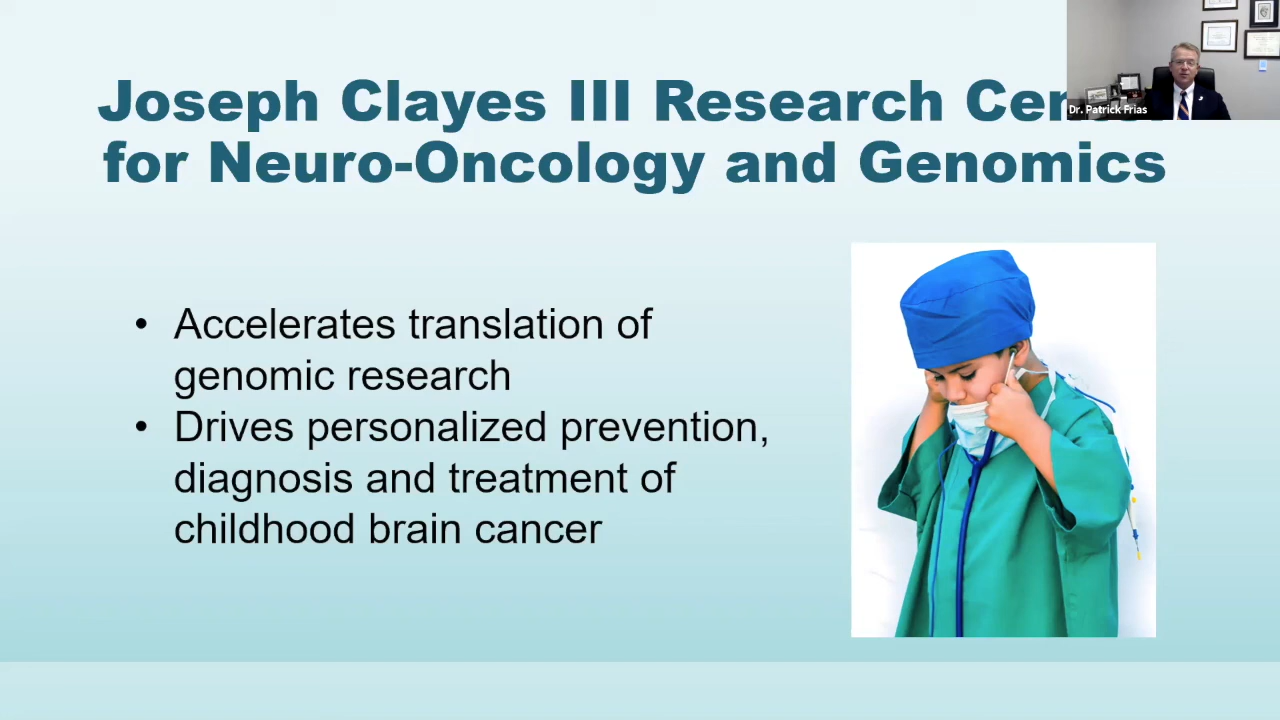 Joseph Clayes III Research Cen
for Neuro-Oncology and Genomics
Dr. Patrick Frias
• Accelerates translation of
genomic research
• Drives personalized prevention,
diagnosis and treatment of
childhood brain cancer